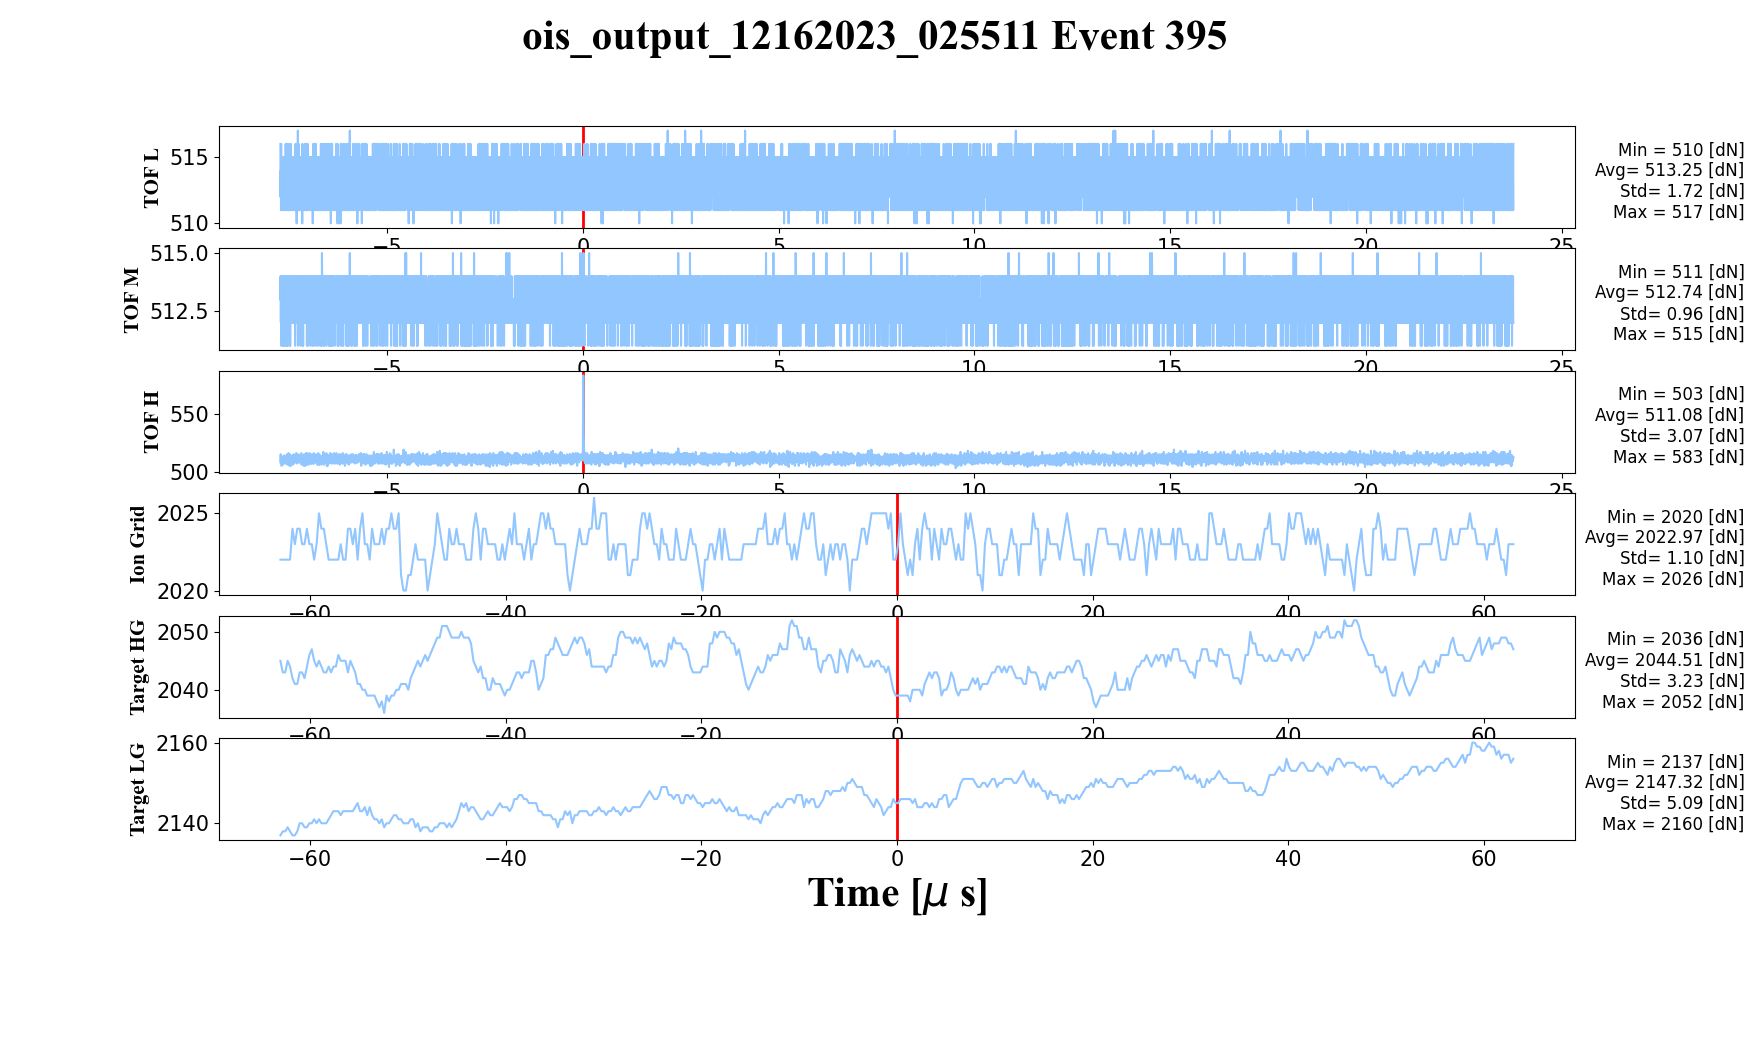 ois_output_12162023_025511 Event 395
TOF L
515
510
−5
0
5
10
15
20
25
Min = 510 [dN]
Avg= 513.25 [dN]
Std= 1.72 [dN]
Max = 517 [dN]
TOF M
515.0
512.5
−5
0
5
10
15
20
25
Min = 511 [dN]
Avg= 512.74 [dN]
Std= 0.96 [dN]
Max = 515 [dN]
TOF H
550
500
−5
0
5
10
15
20
25
Min = 503 [dN]
Avg= 511.08 [dN]
Std= 3.07 [dN]
Max = 583 [dN]
Ion Grid
2025
2020
−60
−40
−20
0
20
40
60
Min = 2020 [dN]
Avg= 2022.97 [dN]
Std= 1.10 [dN]
Max = 2026 [dN]
Target HG
2050
2040
−60
−40
−20
0
20
40
60
Min = 2036 [dN]
Avg= 2044.51 [dN]
Std= 3.23 [dN]
Max = 2052 [dN]
Target LG
2160
2140
−60
−40
−20
0
20
40
60
Min = 2137 [dN]
Avg= 2147.32 [dN]
Std= 5.09 [dN]
Max = 2160 [dN]
Time [μ s]